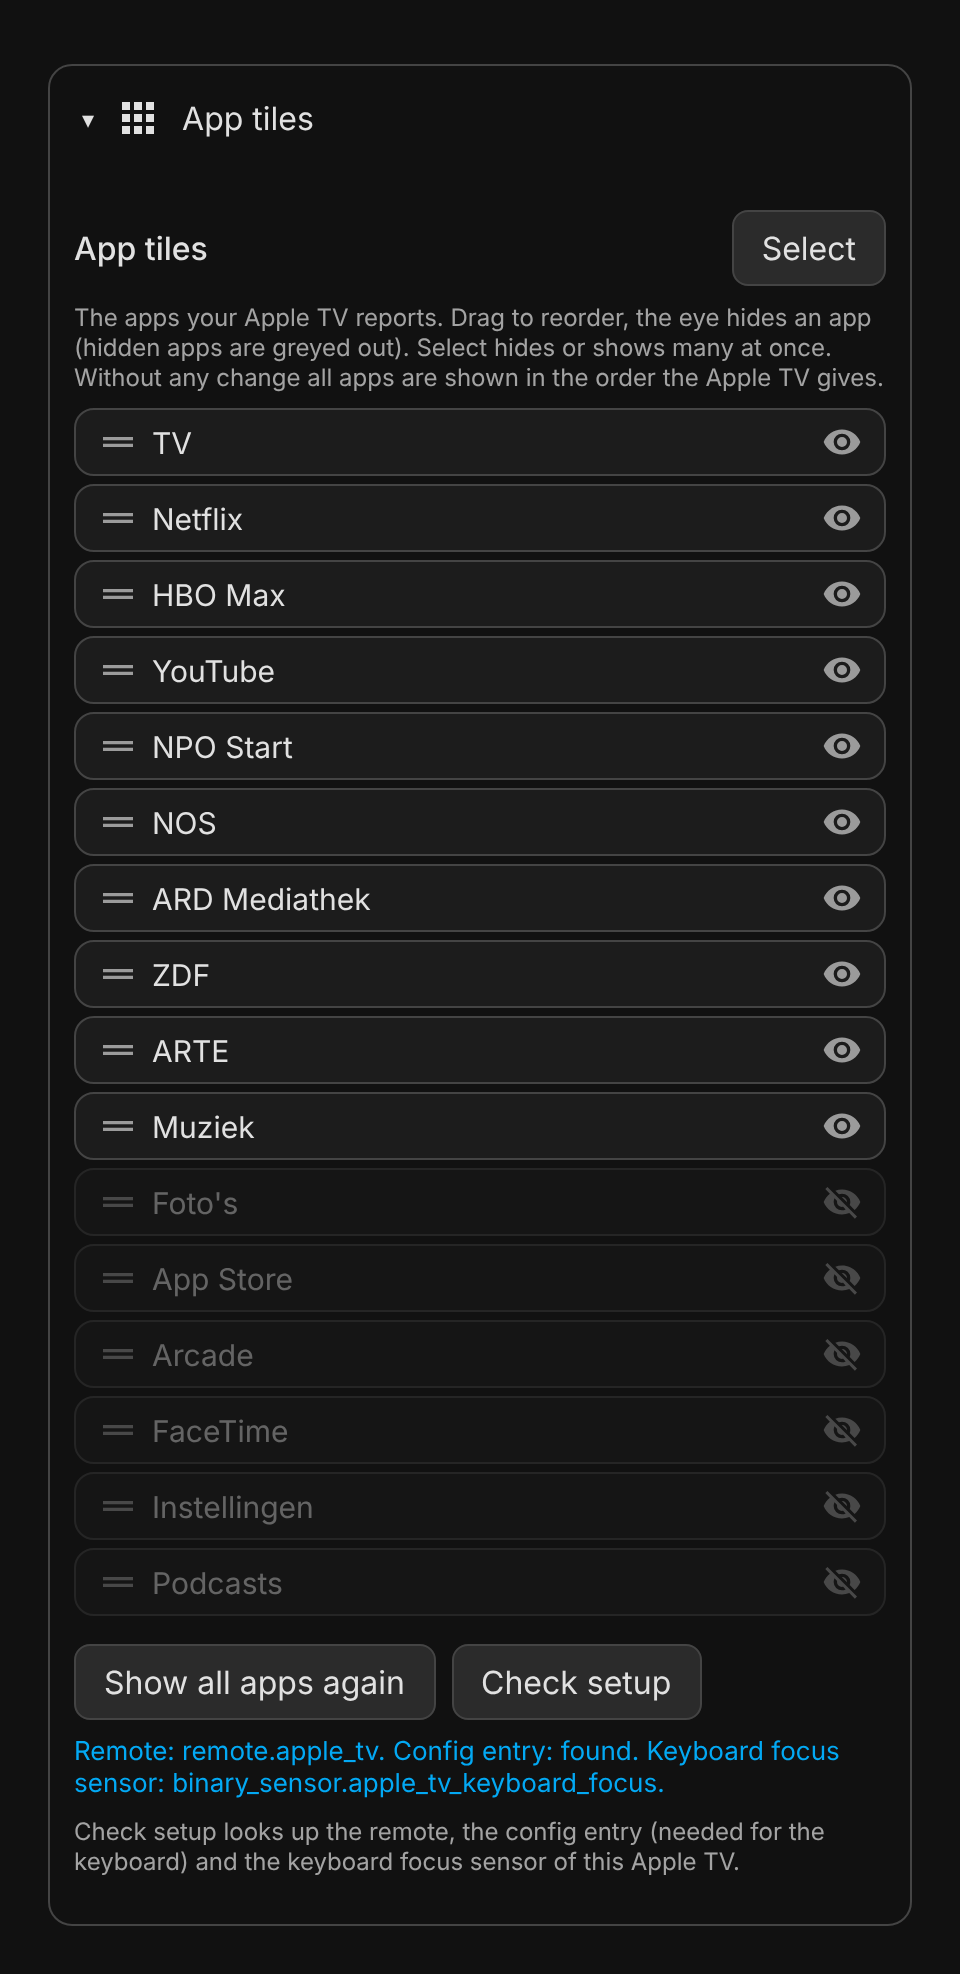 App tiles
App tiles
Select
The apps your Apple TV reports. Drag to reorder, the eye hides an app
(hidden apps are greyed out). Select hides or shows many at once.
Without any change all apps are shown in the order the Apple TV gives.
TV
Netflix
HBO Max
YouTube
NPO Start
NOS
ARD Mediathek
ZDF
ARTE
Muziek
Foto's
App Store
Arcade
FaceTime
Instellingen
Podcasts
Show all apps again
Check setup
Remote: remote.apple_tv. Config entry: found. Keyboard focus
sensor: binary_sensor.apple_tv_keyboard_focus.
Check setup looks up the remote, the config entry (needed for the
keyboard) and the keyboard focus sensor of this Apple TV.